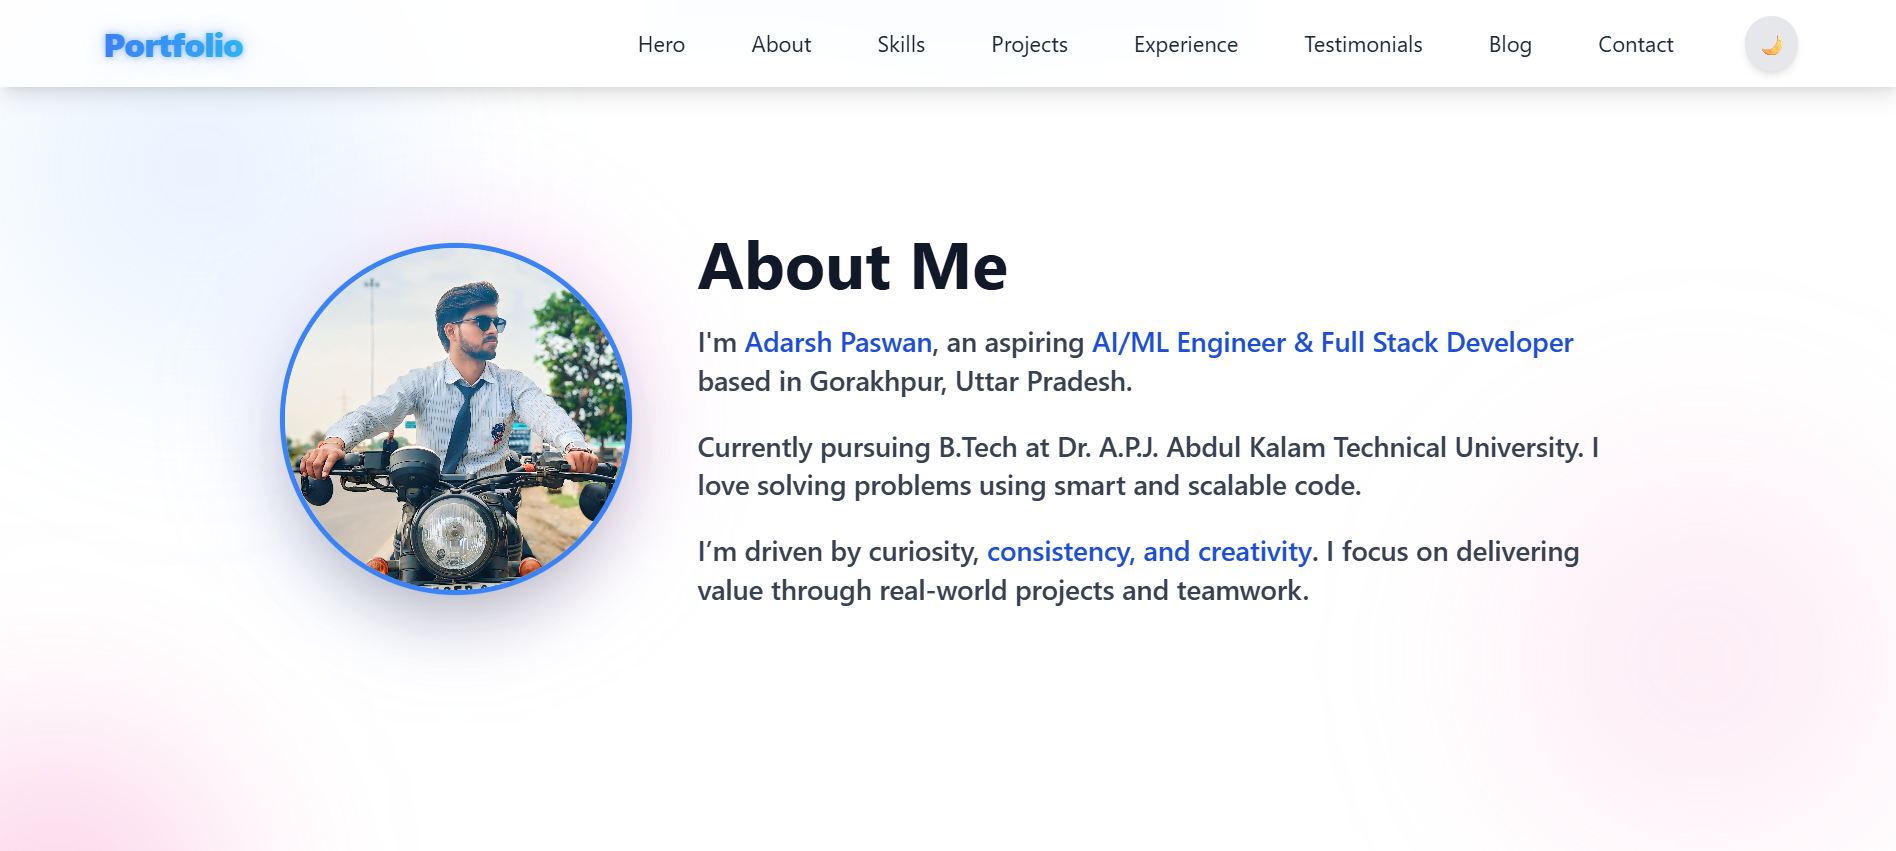 Portfolio
Hero
About
Skills
Projects
Experience
Testimonials
Blog
Contact
About Me
I'm Adarsh Paswan, an aspiring AI/ML Engineer & Full Stack Developer
based in Gorakhpur, Uttar Pradesh.
Currently pursuing B.Tech at Dr. A.P.J. Abdul Kalam Technical University. I
love solving problems using smart and scalable code.
I’m driven by curiosity, consistency, and creativity. I focus on delivering
value through real-world projects and teamwork.